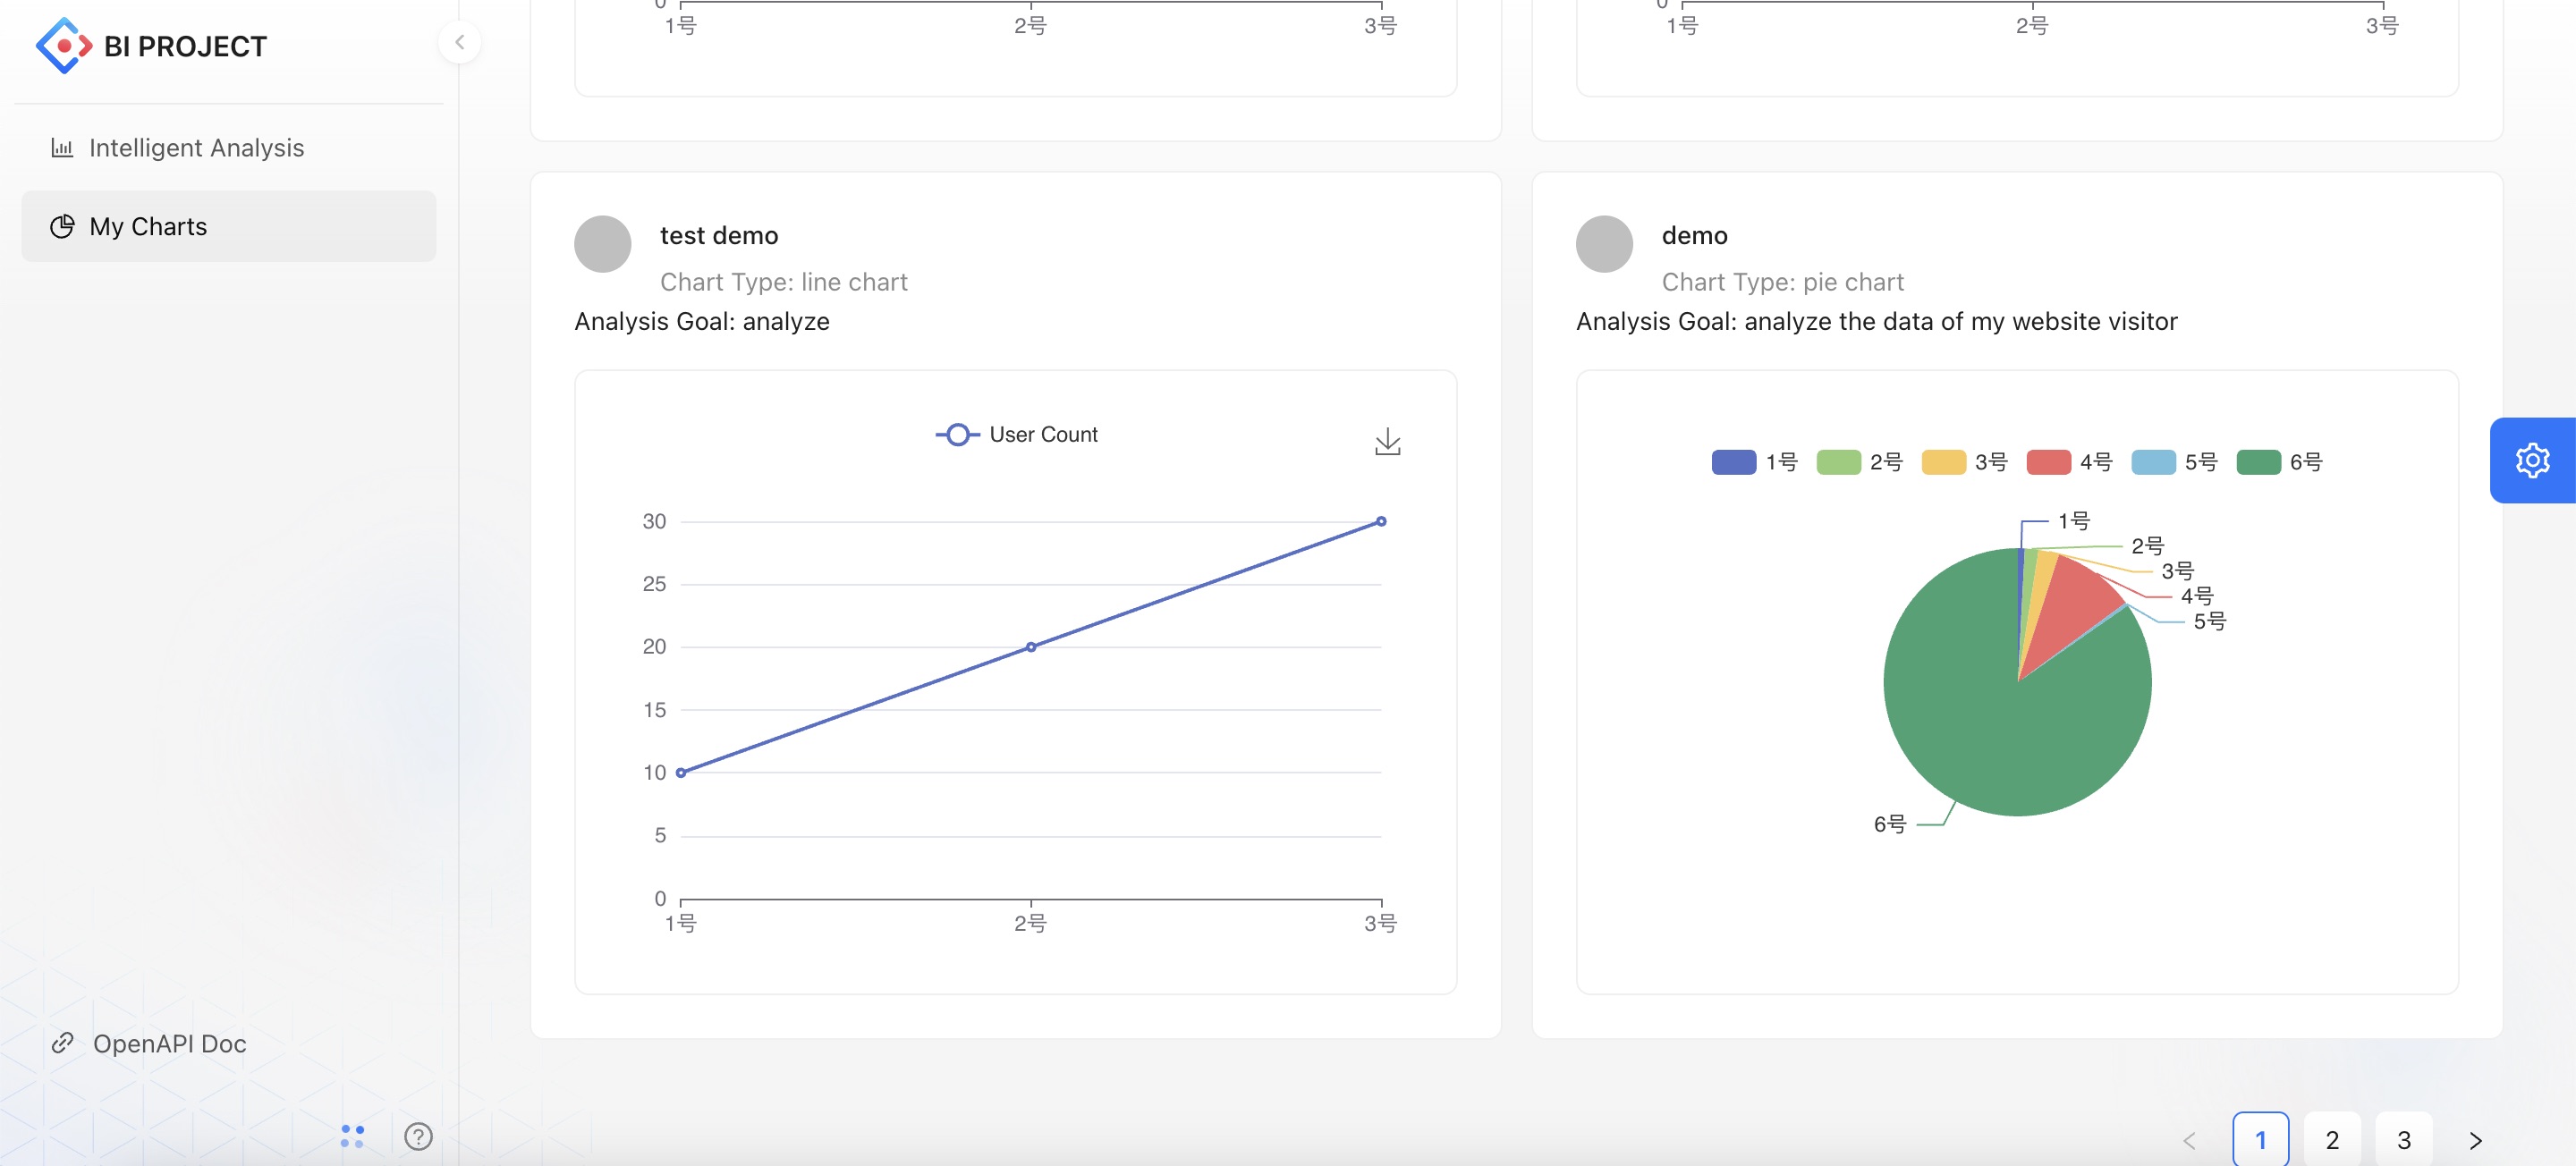 BI PROJECT
Intelligent Analysis
My Charts
OpenAPI Doc
0
1号 2号 3号
0
1号 2号 3号
test demo
Chart Type: line chart
Analysis Goal: analyze
User Count
30
25
20
15
10
5
0
1号 2号 3号
demo
Chart Type: pie chart
Analysis Goal: analyze the data of my website visitor
1号 2号 3号 4号 5号 6号
1号
2号
3号
4号
5号
6号
1 2 3